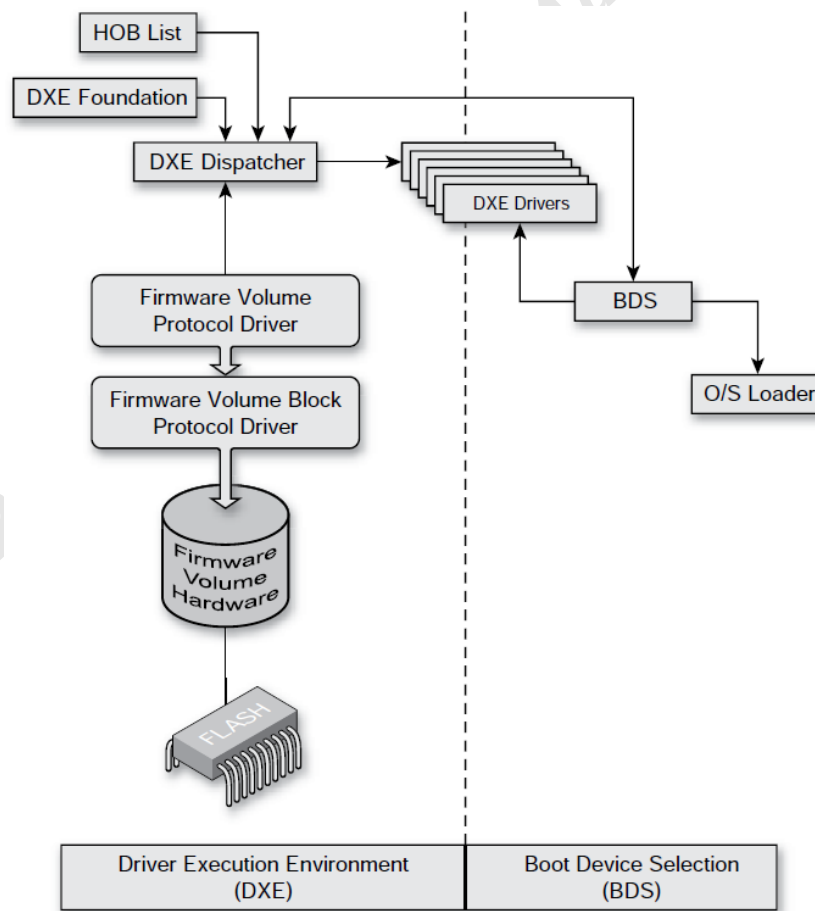 HOB List
DXE Foundation
DXE Dispatcher
DXE Drivers
Firmware Volume
Protocol Driver
BDS
Firmware Volume Block
Protocol Driver
O/S Loader
Firmware
Volume
Hardware
FLASH
Driver Execution Environment
(DXE)
Boot Device Selection
(BDS)